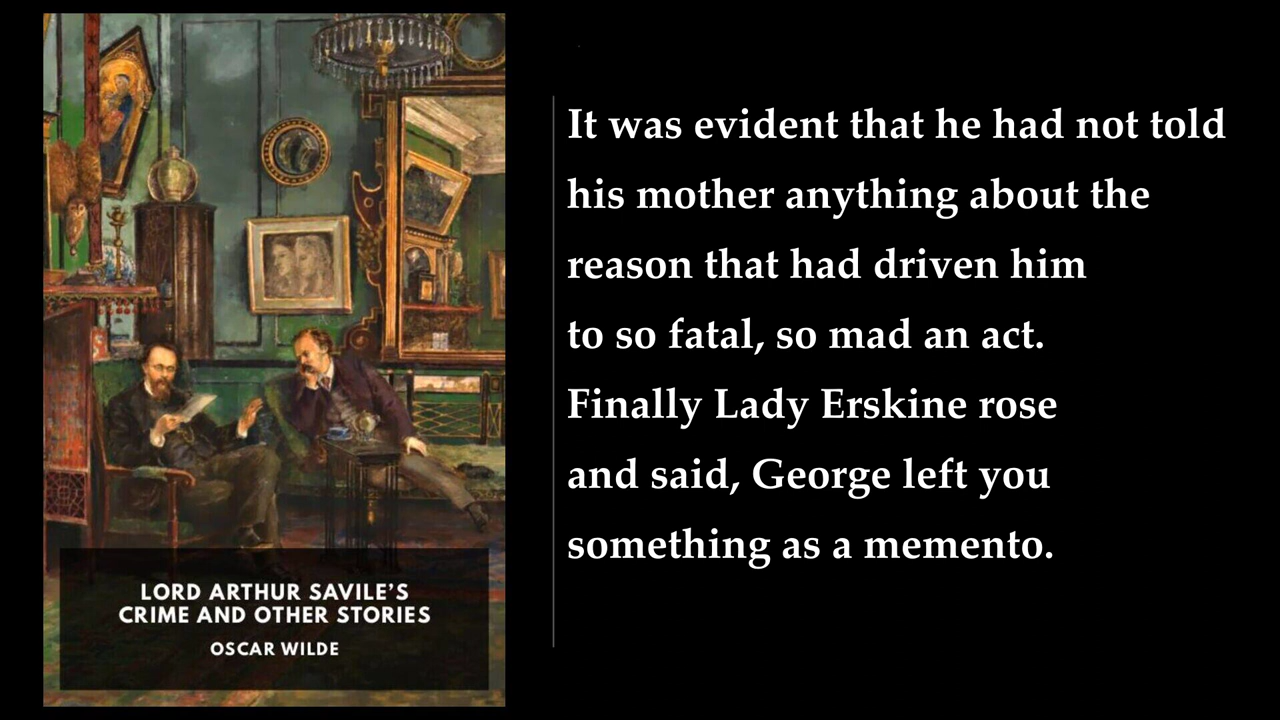 LORD ARTHUR SAVILE’S
CRIME AND OTHER STORIES
OSCAR WILDE
It was evident that he had not told
his mother anything about the
reason that had driven him
to so fatal, so mad an act.
Finally Lady Erskine rose
and said, George left you
something as a memento.